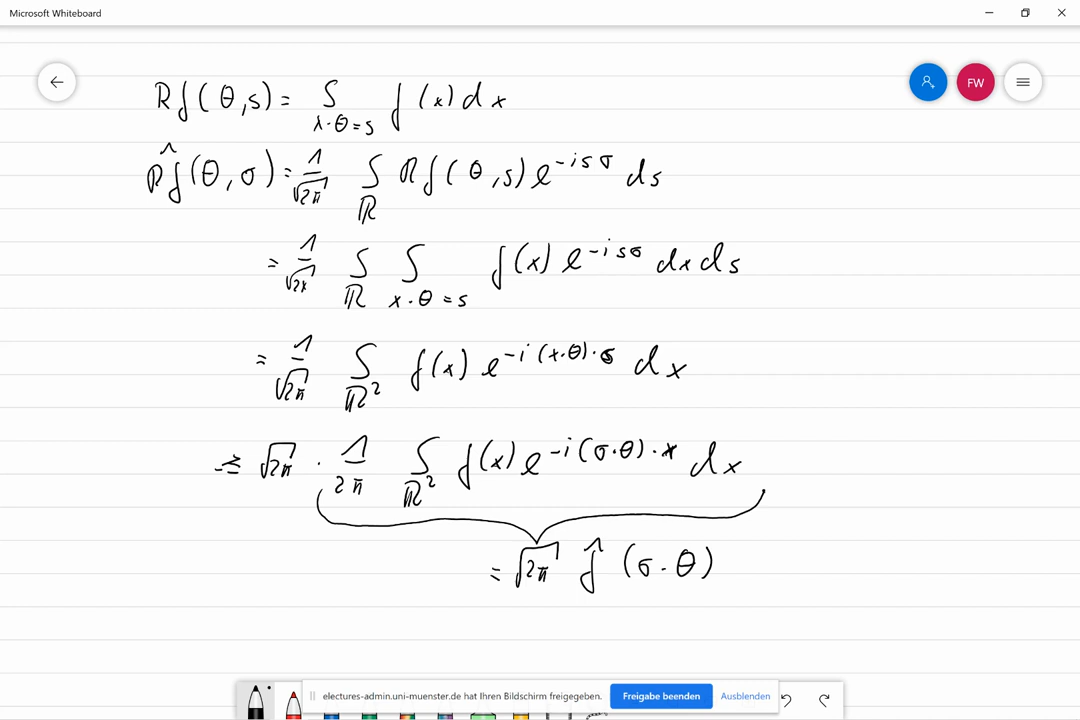 Microsoft Whiteboard
FW
Rf(θ,s) = ∫_{x·θ=s} f(x) dx
R̂f(θ,σ) = 1/√2π ∫_ℝ Rf(θ,s) e^{-isσ} ds
= 1/√2π ∫_ℝ ∫_{x·θ=s} f(x) e^{-isσ} dx ds
= 1/√2π ∫_{ℝ²} f(x) e^{-i(x·θ)·σ} dx
= √2π · 1/2π ∫_{ℝ²} f(x) e^{-i(σ·θ)·x} dx
= √2π f̂(σ·θ)
electures-admin.uni-muenster.de hat Ihren Bildschirm freigegeben. Freigabe beenden Ausblenden